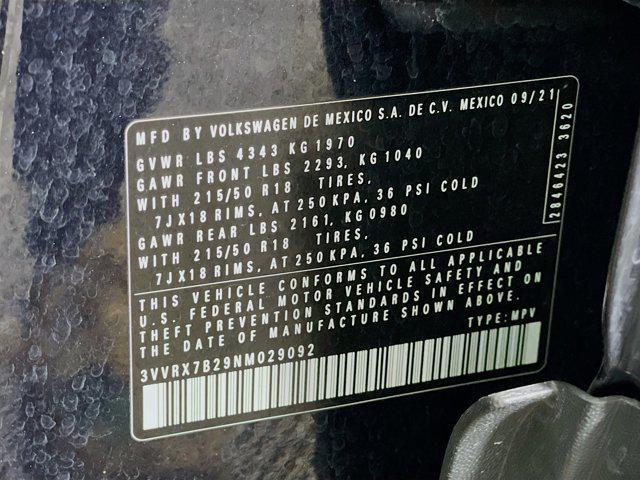 MFD BY VOLKSWAGEN DE MEXICO S.A. DE C.V. MEXICO 09/21
GVWR LBS 4343 KG 1970
GAWR FRONT LBS 2293, KG 1040
WITH 215/50 R18 TIRES,
7JX18 RIMS, AT 250 KPA, 36 PSI COLD
GAWR REAR LBS 2161, KG 0980
WITH 215/50 R18 TIRES,
7JX18 RIMS, AT 250 KPA, 36 PSI COLD
2846423 3620
THIS VEHICLE CONFORMS TO ALL APPLICABLE
U.S. FEDERAL MOTOR VEHICLE SAFETY AND
THEFT PREVENTION STANDARDS IN EFFECT ON
THE DATE OF MANUFACTURE SHOWN ABOVE.
3VVRX7B29NM029092 TYPE: MPV